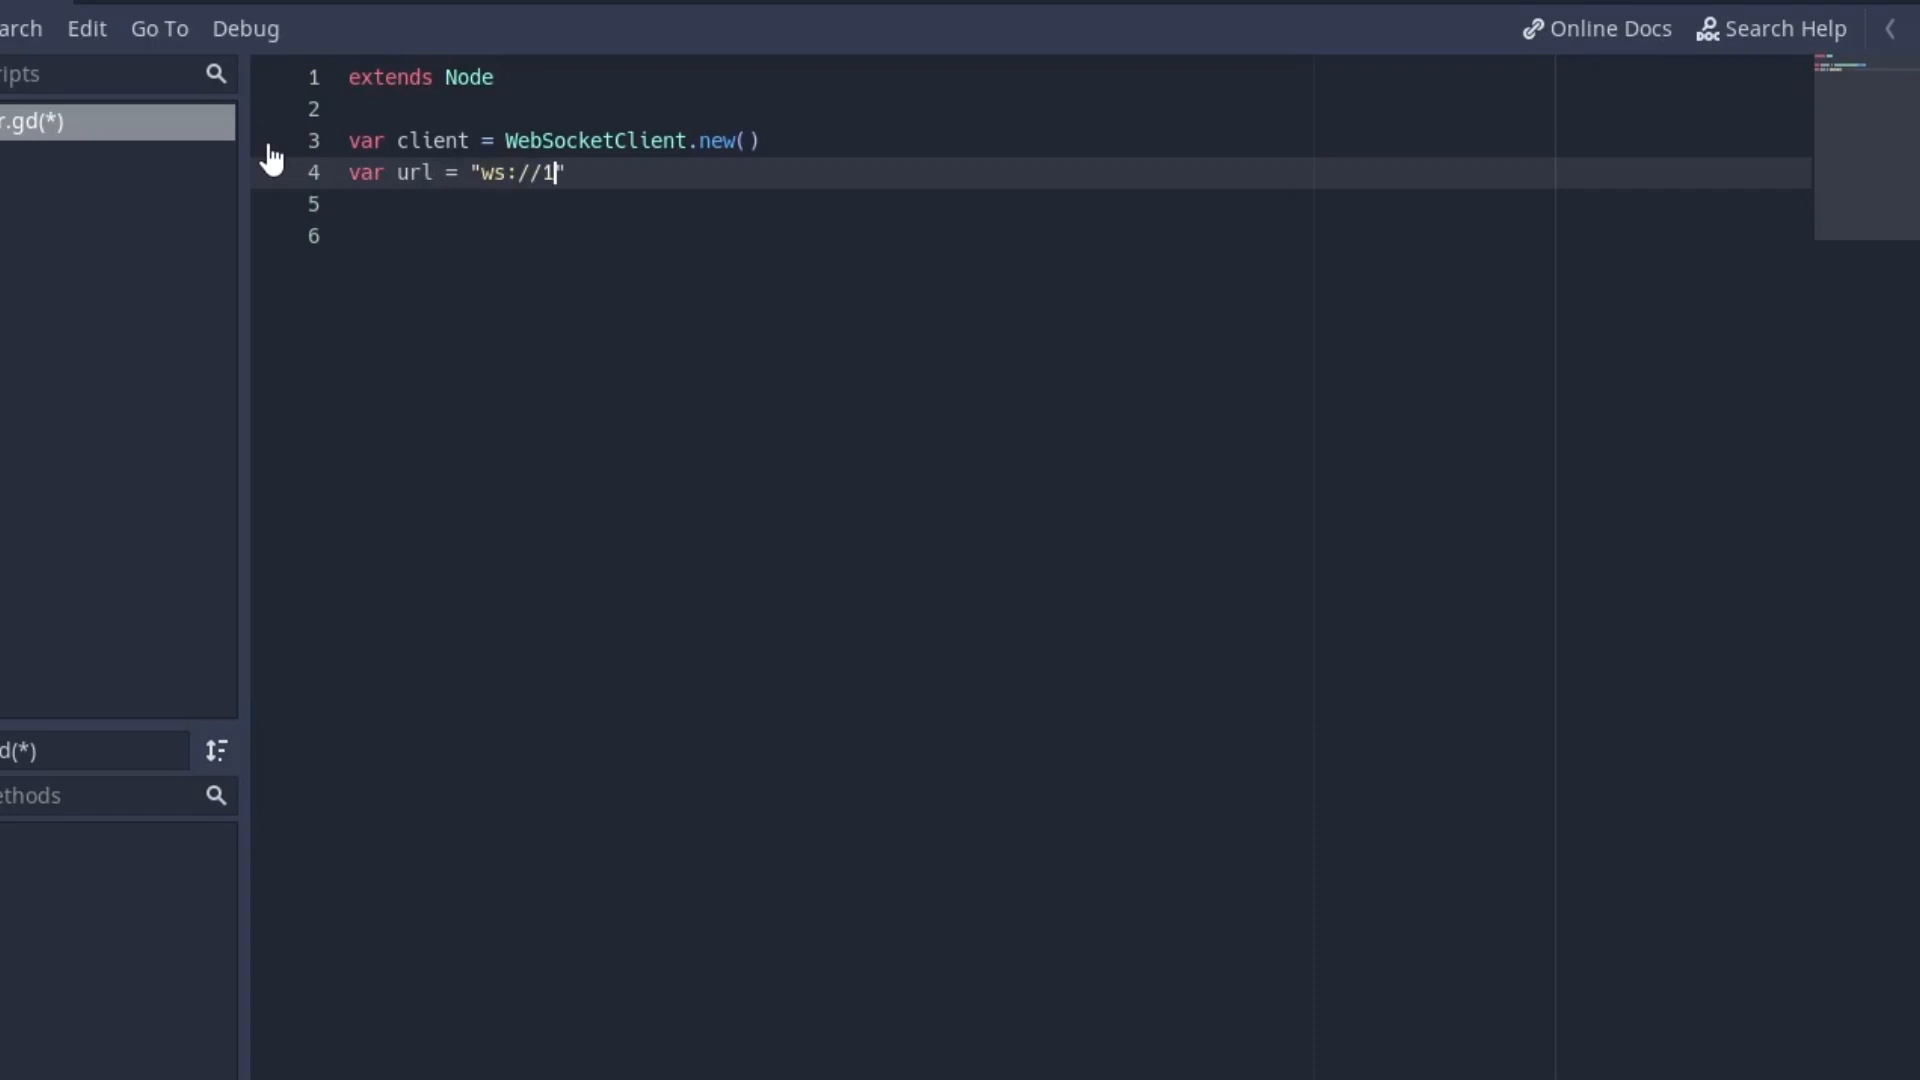 arch Edit Go To Debug Online Docs Search Help
ipts
r.gd(*)
1 extends Node
2
3 var client = WebSocketClient.new()
4 var url = "ws://1"
5
6
d(*)
ethods